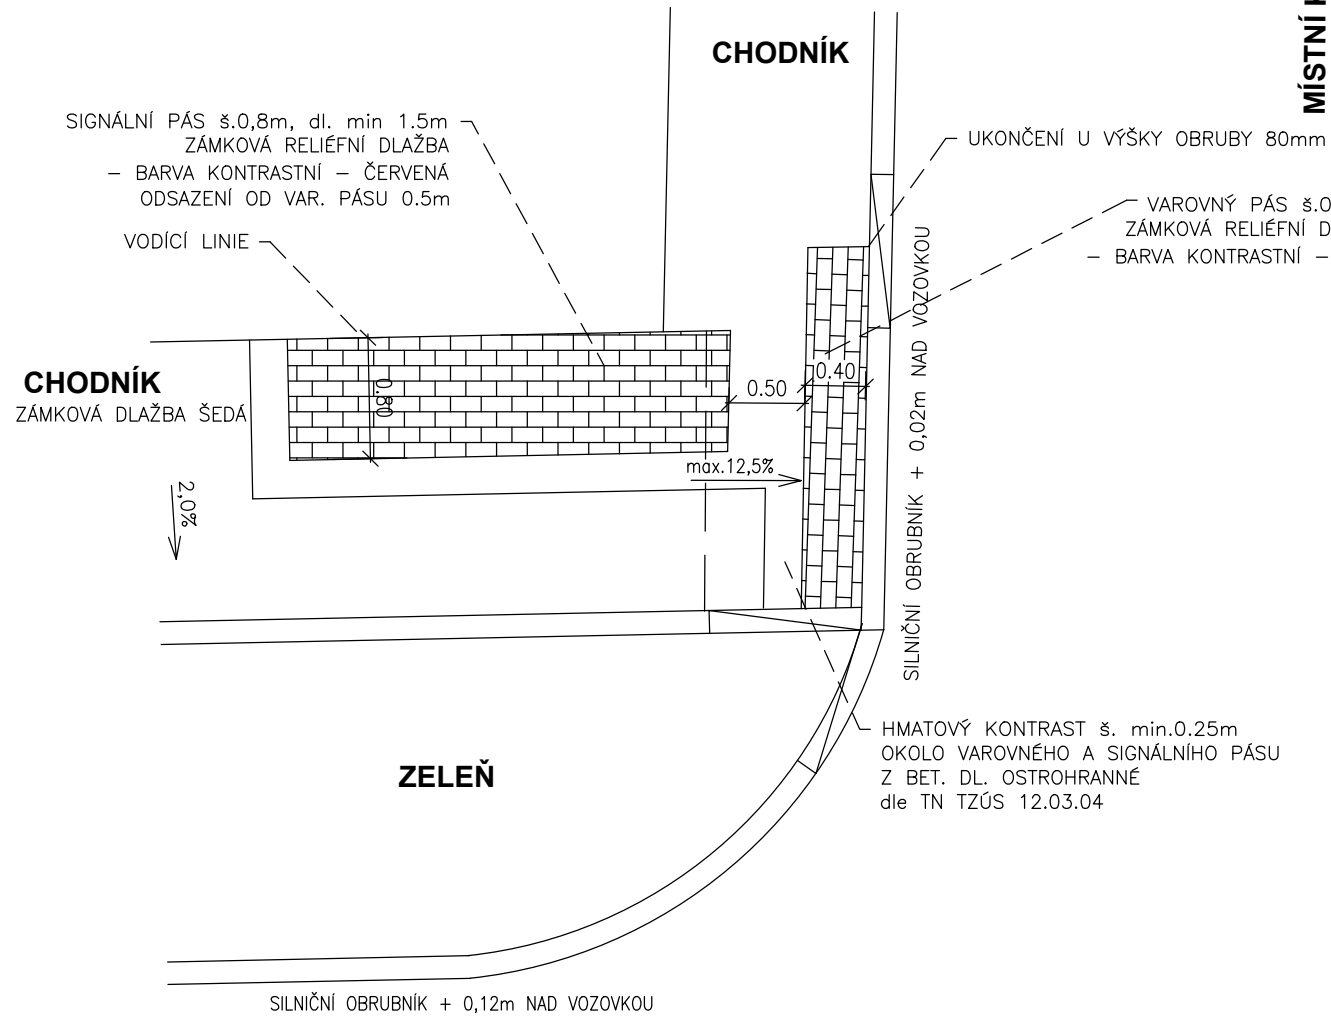 CHODNÍK
MÍSTNÍ
SIGNÁLNÍ PÁS š.0,8m, dl. min 1.5m
ZÁMKOVÁ RELIÉFNÍ DLAŽBA
– BARVA KONTRASTNÍ – ČERVENÁ
ODSAZENÍ OD VAR. PÁSU 0.5m
VODÍCÍ LINIE
UKONČENÍ U VÝŠKY OBRUBY 80mm
VAROVNÝ PÁS š.0
ZÁMKOVÁ RELIÉFNÍ D
– BARVA KONTRASTNÍ –
CHODNÍK
ZÁMKOVÁ DLAŽBA ŠEDÁ
0.80
0.50
0.40
max.12,5%
2,0%
SILNIČNÍ OBRUBNÍK + 0,02m NAD VOZOVKOU
HMATOVÝ KONTRAST š. min.0.25m
OKOLO VAROVNÉHO A SIGNÁLNÍHO PÁSU
Z BET. DL. OSTROHRANNÉ
dle TN TZÚS 12.03.04
ZELEŇ
SILNIČNÍ OBRUBNÍK + 0,12m NAD VOZOVKOU